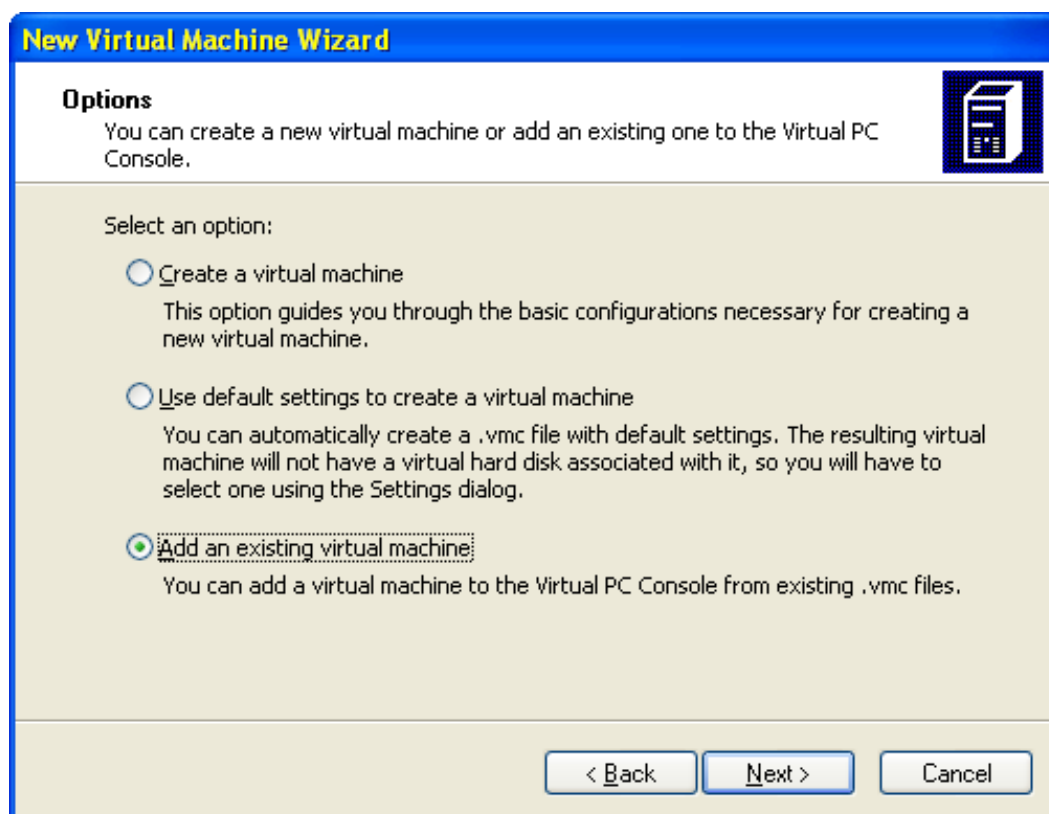 New Virtual Machine Wizard
Options
You can create a new virtual machine or add an existing one to the Virtual PC
Console.
Select an option:
Create a virtual machine
This option guides you through the basic configurations necessary for creating a
new virtual machine.
Use default settings to create a virtual machine
You can automatically create a .vmc file with default settings. The resulting virtual
machine will not have a virtual hard disk associated with it, so you will have to
select one using the Settings dialog.
Add an existing virtual machine
You can add a virtual machine to the Virtual PC Console from existing .vmc files.
< Back Next > Cancel